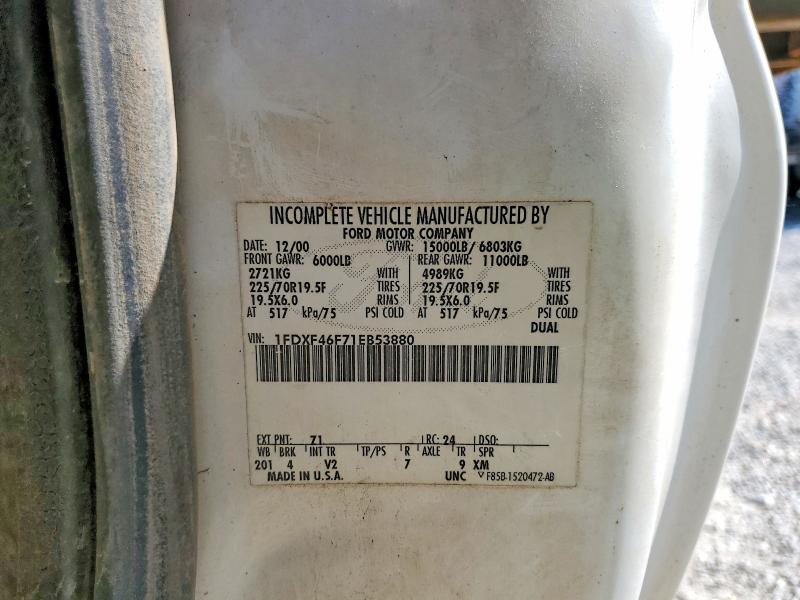 INCOMPLETE VEHICLE MANUFACTURED BY
FORD MOTOR COMPANY
DATE: 12/00 GVWR: 15000LB/ 6803KG
FRONT GAWR: 6000LB REAR GAWR: 11000LB
2721KG WITH 4989KG WITH
225/70R19.5F TIRES 225/70R19.5F TIRES
19.5X6.0 RIMS 19.5X6.0 RIMS
AT 517 kPa/75 PSI COLD AT 517 kPa/75 PSI COLD
DUAL
VIN: 1FDXF46F71EB53880
EXT PNT: 71 RC: 24 DSO:
WB BRK INT TR TP/PS R AXLE TR SPR
201 4 V2 7 9 XM
MADE IN U.S.A. UNC F85B-1520472-AB